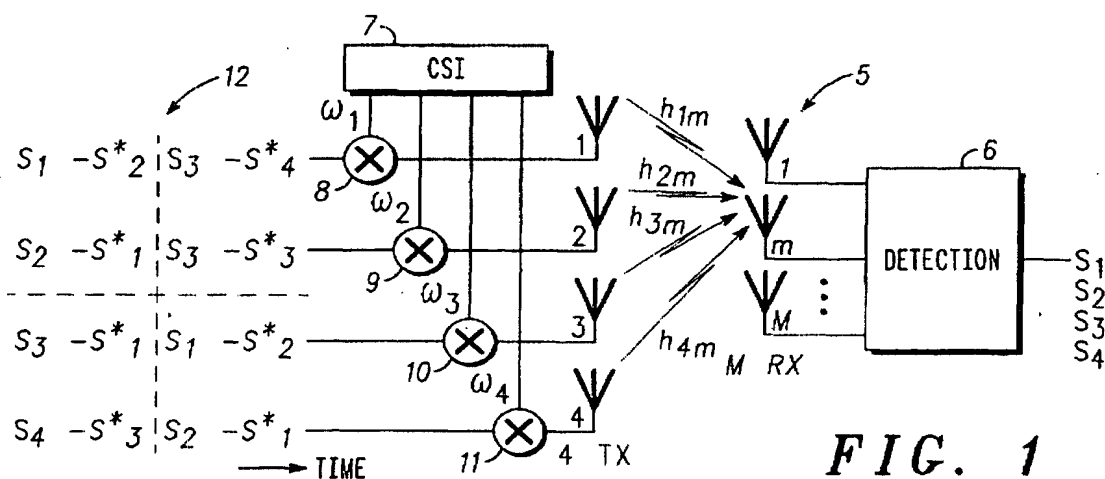 7
CSI
12
5
ω1
h1m
6
S1 -S*2 S3 -S*4
8
1
1
ω2
h2m
h3m
S2 -S*1 S3 -S*3
9
2
m
DETECTION
S1
S2
S3
S4
ω3
S3 -S*1 S1 -S*2
10
3
M
h4m
M RX
ω4
S4 -S*3 S2 -S*1
11
4
4 TX
TIME
FIG. 1